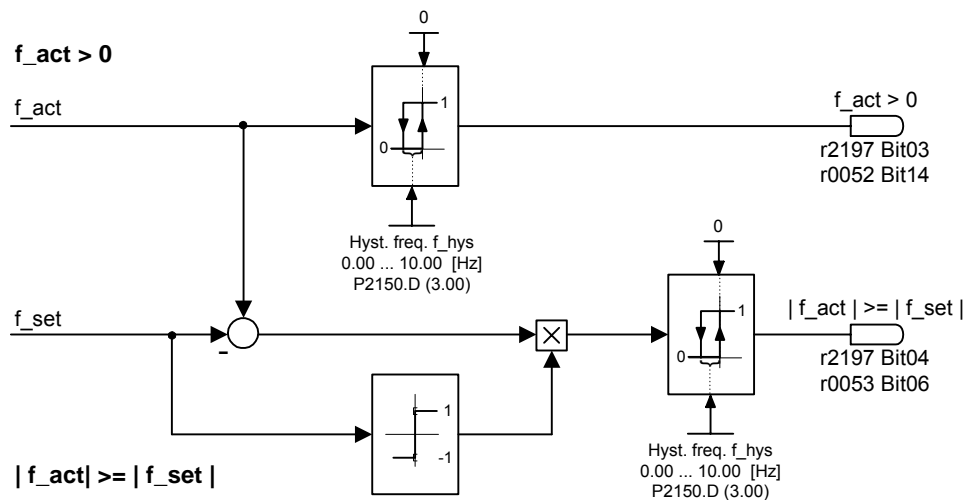 0
f_act > 0
f_act
1
0
f_act > 0
r2197 Bit03
r0052 Bit14
Hyst. freq. f_hys
0.00 ... 10.00 [Hz]
P2150.D (3.00)
0
f_set
-
×
1
0
| f_act | >= | f_set |
r2197 Bit04
r0053 Bit06
1
-1
Hyst. freq. f_hys
0.00 ... 10.00 [Hz]
P2150.D (3.00)
| f_act| >= | f_set |